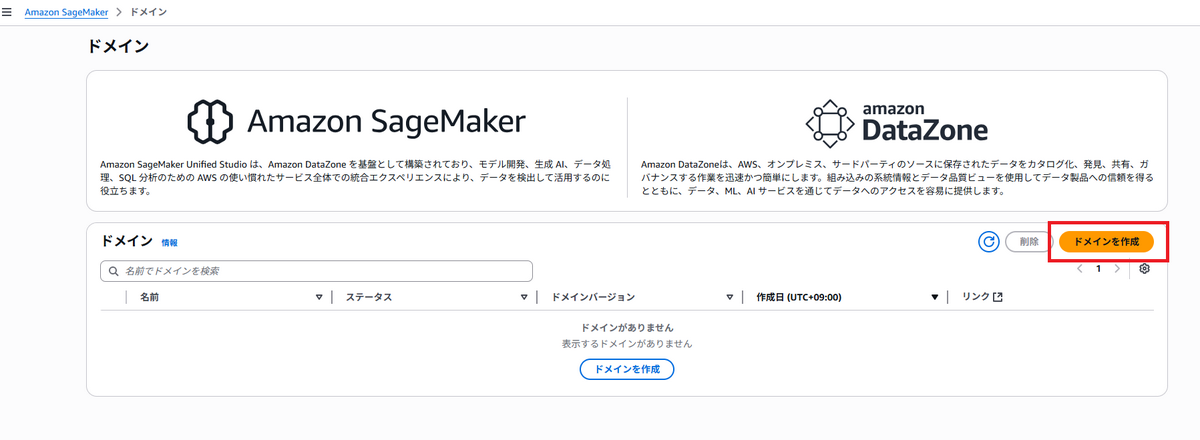 Amazon SageMaker > ドメイン
ドメイン
Amazon SageMaker
Amazon SageMaker Unified Studio は、Amazon DataZone を基盤として構築されており、モデル開発、生成 AI、データ処
理、SQL 分析のための AWS の使い慣れたサービス全体での統合エクスペリエンスにより、データを検出して活用するのに
役立ちます。
amazon
DataZone
Amazon DataZoneは、AWS、オンプレミス、サードパーティのソースに保存されたデータをカタログ化、発見、共有、ガ
バナンスする作業を迅速かつ簡単にします。組み込みの系統情報とデータ品質ビューを使用してデータ製品への信頼を得る
とともに、データ、ML、AI サービスを通じてデータへのアクセスを容易に提供します。
ドメイン 情報
削除 ドメインを作成
名前でドメインを検索
< 1 >
名前 ステータス ドメインバージョン 作成日 (UTC+09:00) リンク
ドメインがありません
表示するドメインがありません
ドメインを作成